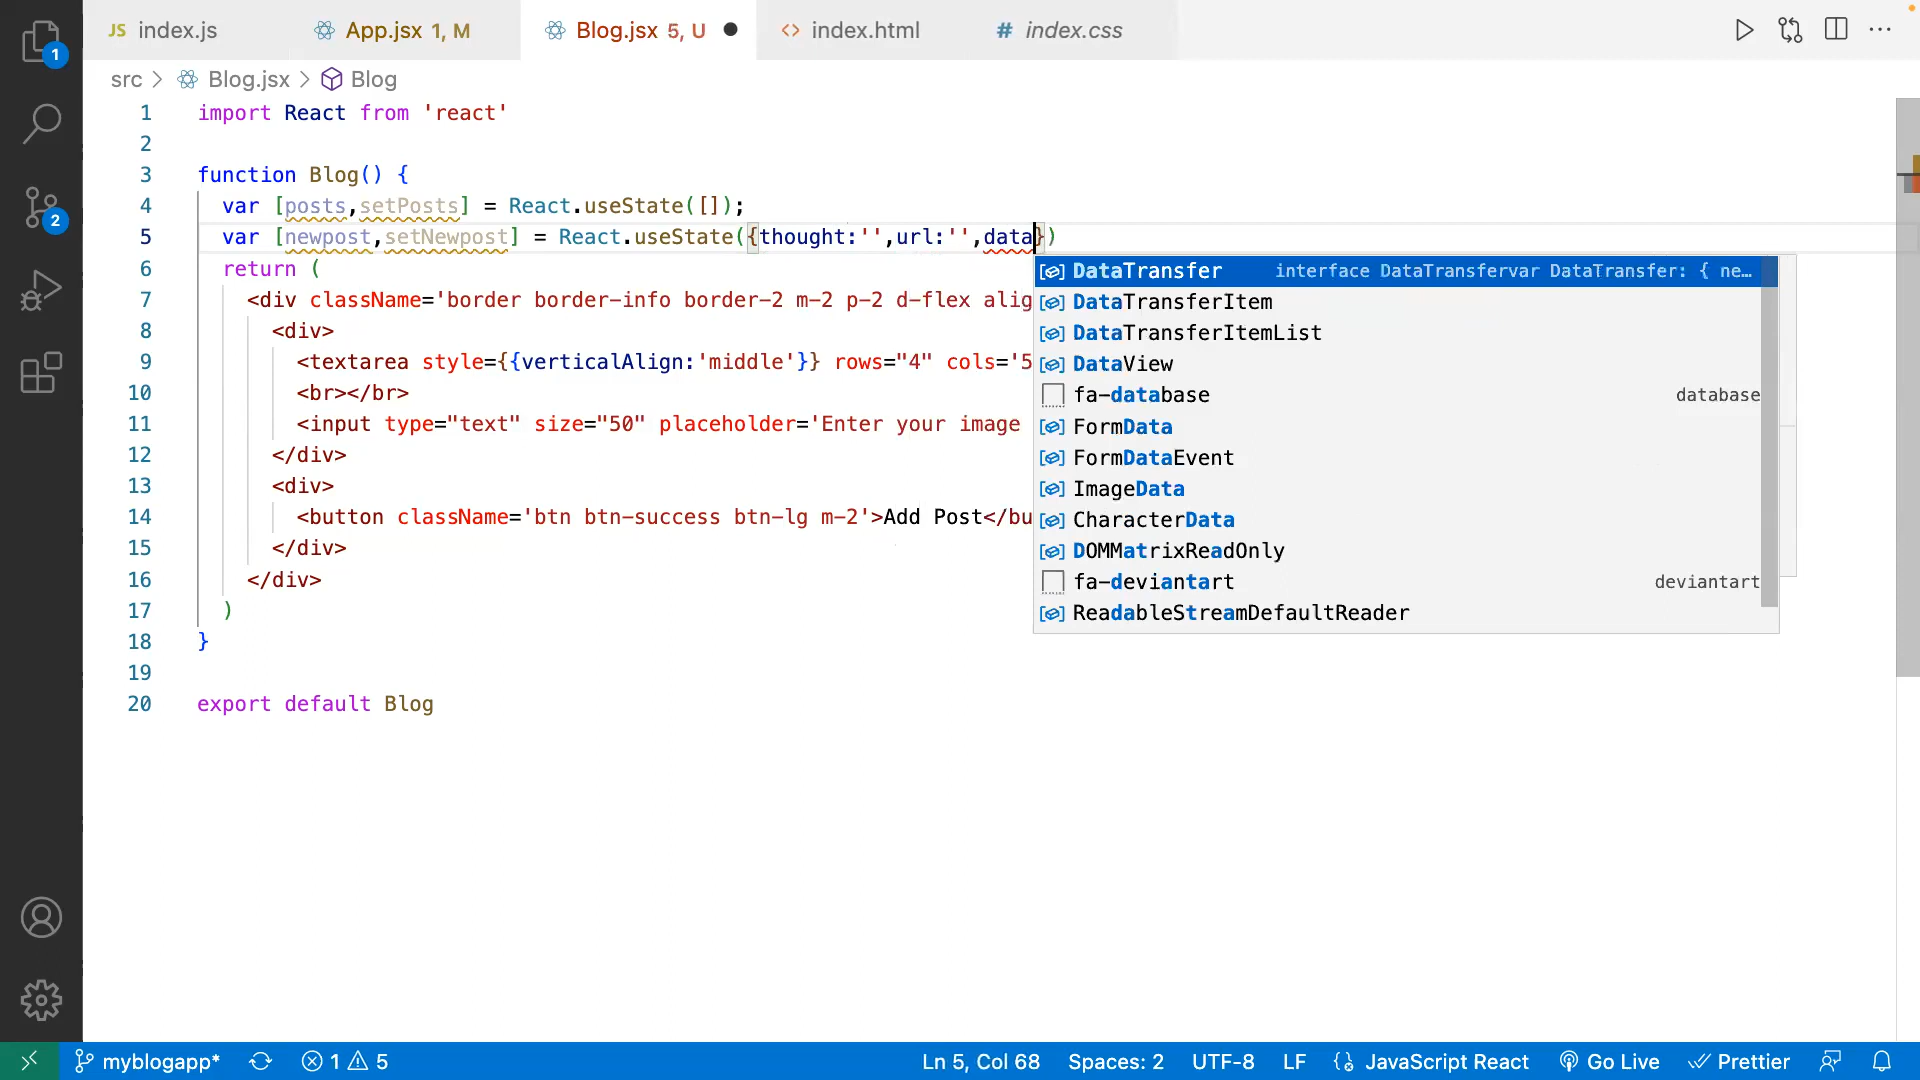 JS index.js App.jsx 1, M Blog.jsx 5, U index.html # index.css
src > Blog.jsx > Blog
1 import React from 'react'
2
3 function Blog() {
4 var [posts,setPosts] = React.useState([]);
5 var [newpost,setNewpost] = React.useState({thought:'',url:'',data})
6 return (
7 <div className='border border-info border-2 m-2 p-2 d-flex alig
8 <div>
9 <textarea style={{verticalAlign:'middle'}} rows="4" cols='5
10 <br></br>
11 <input type="text" size="50" placeholder='Enter your image
12 </div>
13 <div>
14 <button className='btn btn-success btn-lg m-2'>Add Post</bu
15 </div>
16 </div>
17 )
18 }
19
20 export default Blog
DataTransfer interface DataTransfervar DataTransfer: { ne…
DataTransferItem
DataTransferItemList
DataView
fa-database database
FormData
FormDataEvent
ImageData
CharacterData
DOMMatrixReadOnly
fa-deviantart deviantart
ReadableStreamDefaultReader
1
2
myblogapp* 1 5 Ln 5, Col 68 Spaces: 2 UTF-8 LF JavaScript React Go Live Prettier